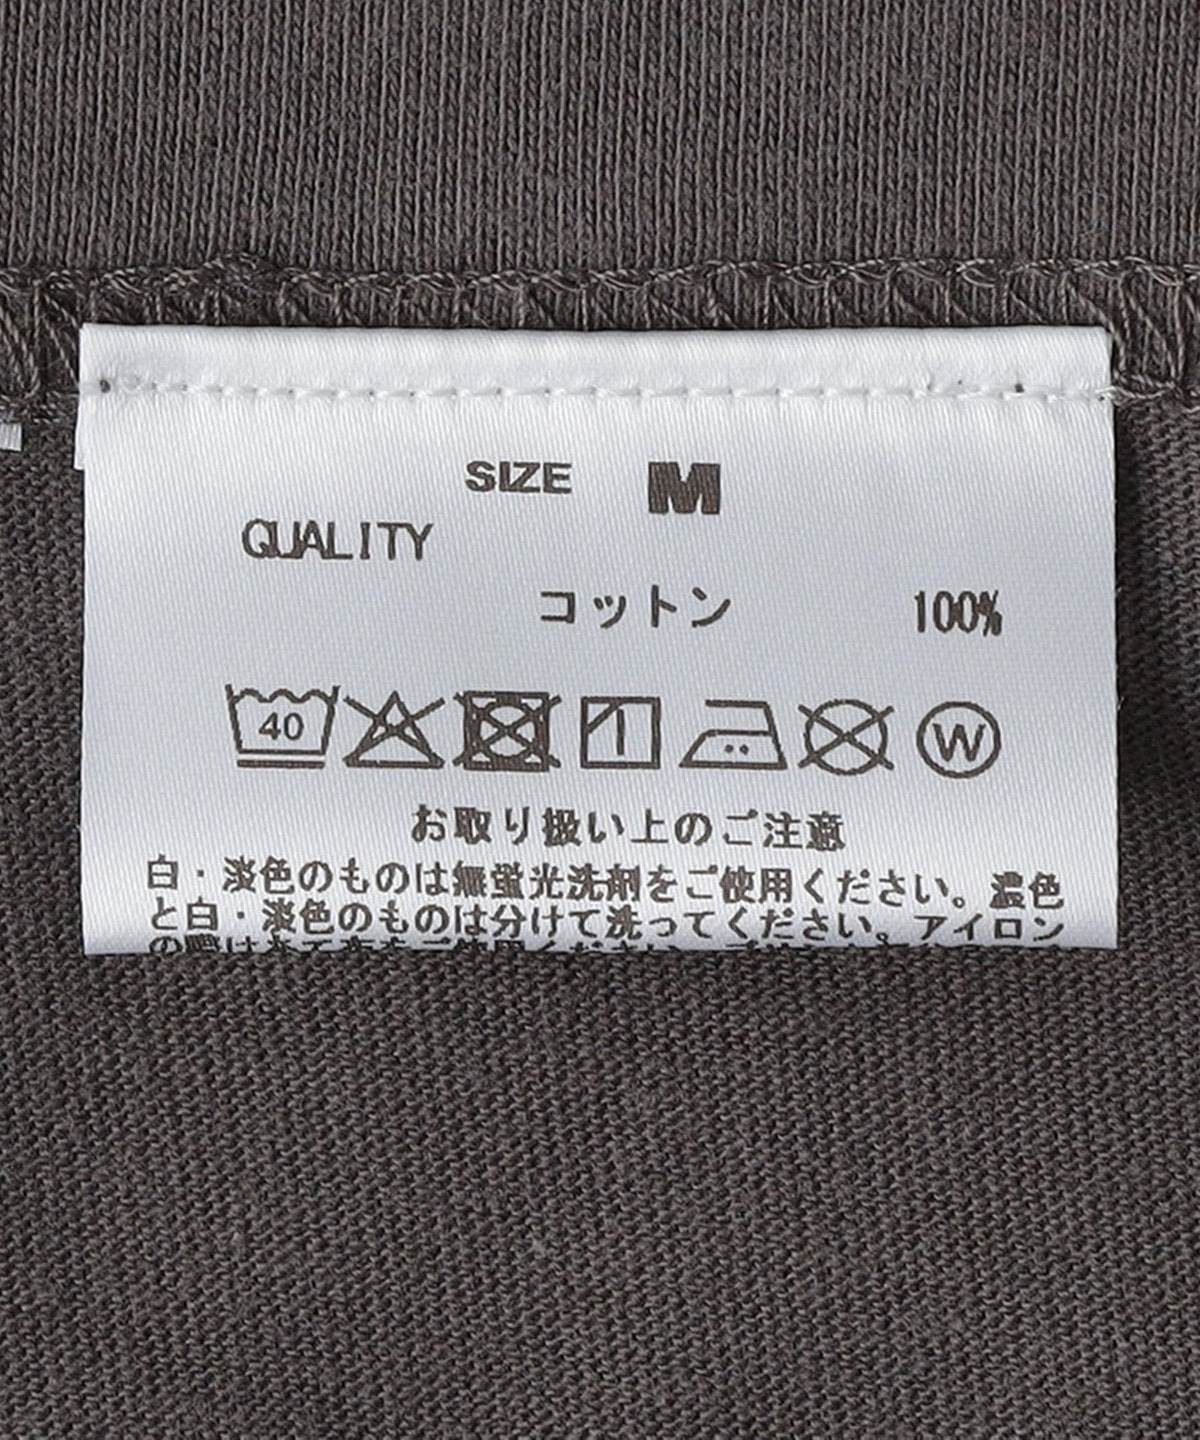 SIZE M
QUALITY
コットン 100%
40
W
お取り扱い上のご注意
白・淡色のものは無蛍光洗剤をご使用ください。濃色
と白・淡色のものは分けて洗ってください。アイロン